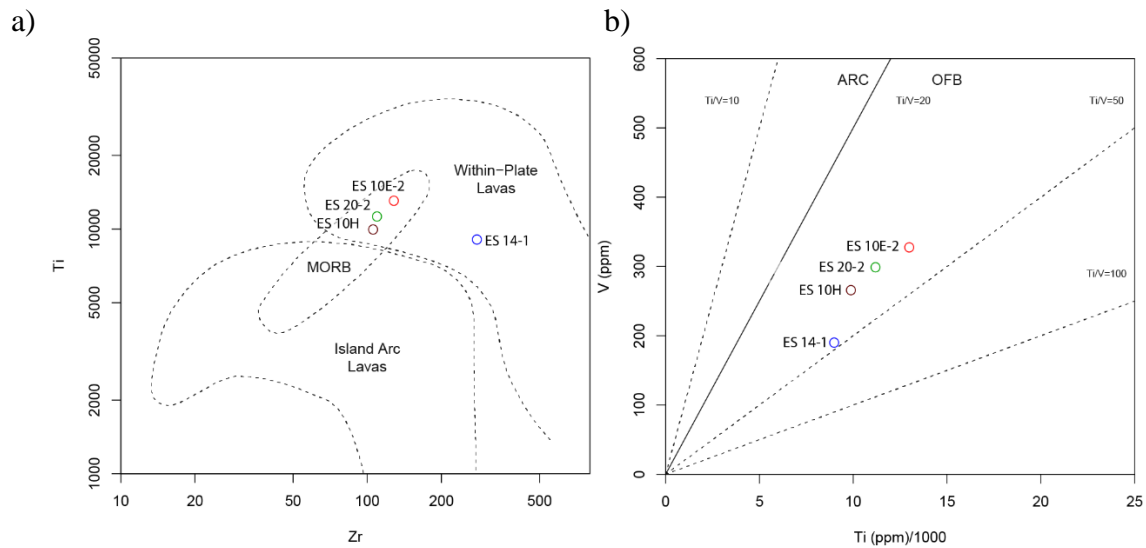 a)
50000
20000
10000
5000
2000
1000
Ti
10
20
50
100
200
500
Zr
Within−Plate
Lavas
ES 10E-2
ES 20-2
ES 10H
ES 14-1
MORB
Island Arc
Lavas
b)
600
500
400
300
200
100
0
V (ppm)
0
5
10
15
20
25
Ti (ppm)/1000
ARC
OFB
Ti/V=10
Ti/V=20
Ti/V=50
Ti/V=100
ES 10E-2
ES 20-2
ES 10H
ES 14-1